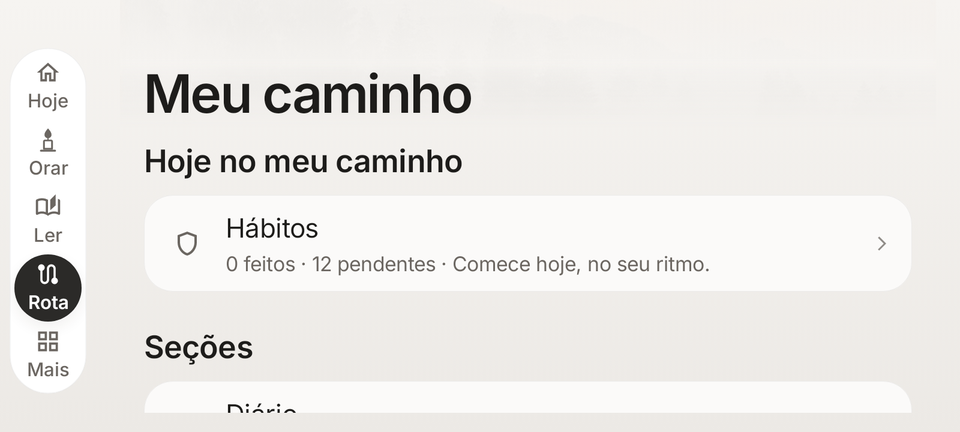 Hoje
Orar
Ler
Rota
Mais
Meu caminho
Hoje no meu caminho
Hábitos
0 feitos · 12 pendentes · Comece hoje, no seu ritmo.
Seções
Diário